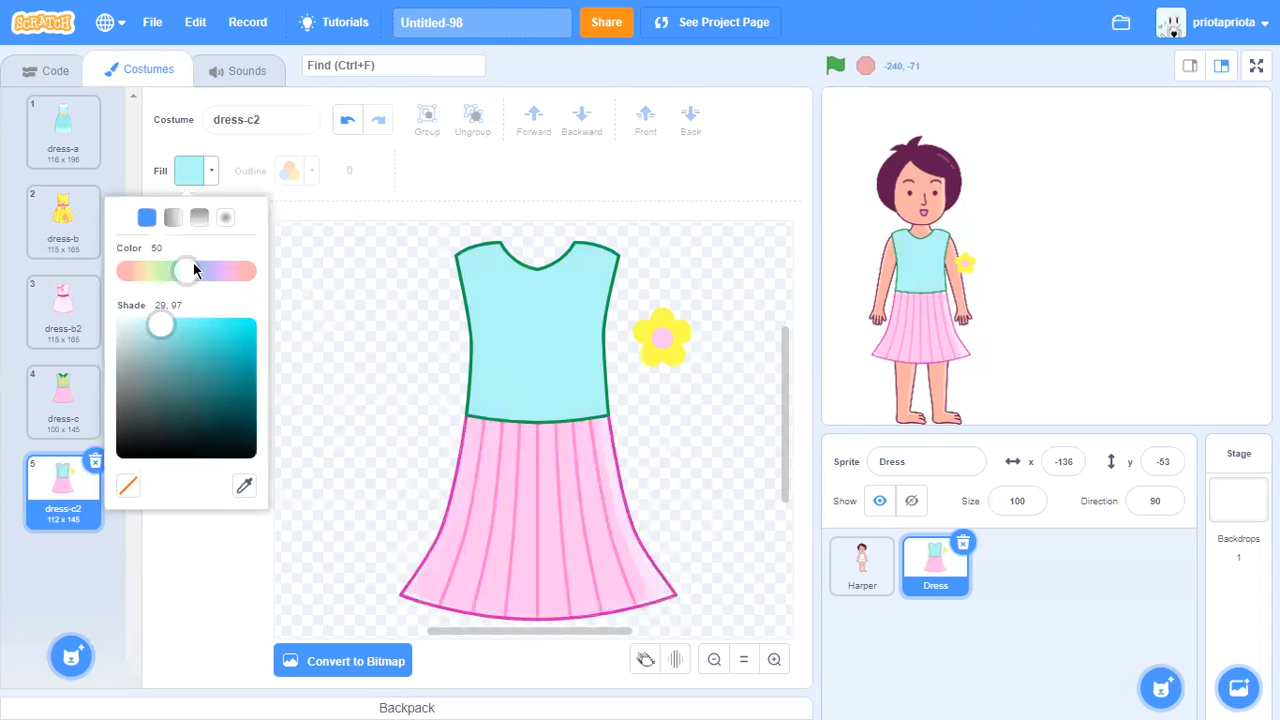 SCRATCH
File
Edit
Record
Tutorials
Untitled-98
Share
See Project Page
priotapriota
Code
Costumes
Sounds
Find (Ctrl+F)
-240, -71
1
dress-a
116 x 196
2
dress-b
115 x 165
3
dress-b2
115 x 165
4
dress-c
100 x 145
5
dress-c2
112 x 145
Costume
dress-c2
Group
Ungroup
Forward
Backward
Front
Back
Fill
Outline
0
Color 50
Shade 29, 97
Convert to Bitmap
Backpack
Sprite
Dress
x
-136
y
-53
Show
Size
100
Direction
90
Harper
Dress
Stage
Backdrops
1